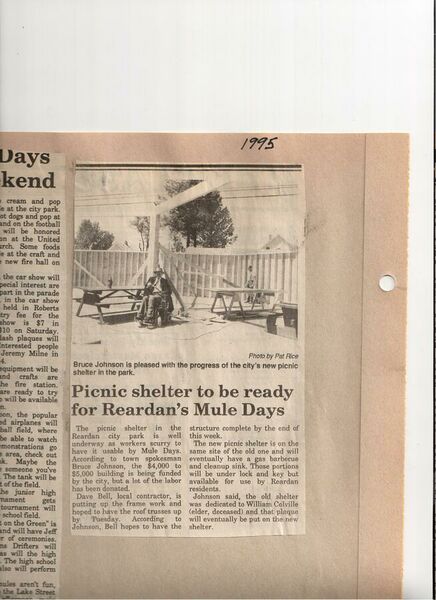 1995
Days
kend
cream and pop
e at the city park.
ot dogs and pop at
and on the football
will be honored
on at the United
urch. Some foods
e at the craft and
new fire hall on
the car show will
pecial interest are
part in the parade
in the car show
held in Roberts
try fee for the
how is $7 in
$10 on Saturday.
ash plaques will
nterested people
Jeremy Milne in
4.
equipment will be
and crafts are
he fire station.
are ready to try
will be available
n.
on, the popular
ed airplanes will
ball field, where
be able to watch
monstrations go
area, check out
k. Maybe the
someone you've
The tank will be
t of the field.
he junior high
rnament gets
tournament will
school field.
t on the Green" is
and will have Jeff
r of ceremonies.
ns Drifters will
as will the high
The high school
also will perform
mules aren't fun,
the Lake Street
Photo by Pat Rice
Bruce Johnson is pleased with the progress of the city's new picnic
shelter in the park.
Picnic shelter to be ready
for Reardan's Mule Days
The picnic shelter in the
Reardan city park is well
underway as workers scurry to
have it usable by Mule Days.
According to town spokesman
Bruce Johnson, the $4,000 to
$5,000 building is being funded
by the city, but a lot of the labor
has been donated.
Dave Bell, local contractor, is
putting up the frame work and
hoped to have the roof trusses up
by Tuesday. According to
Johnson, Bell hopes to have the
structure complete by the end of
this week.
The new picnic shelter is on the
same site of the old one and will
eventually have a gas barbecue
and cleanup sink. Those portions
will be under lock and key but
available for use by Reardan
residents.
Johnson said, the old shelter
was dedicated to William Colville
(elder, deceased) and that plaque
will eventually be put on the new
shelter.